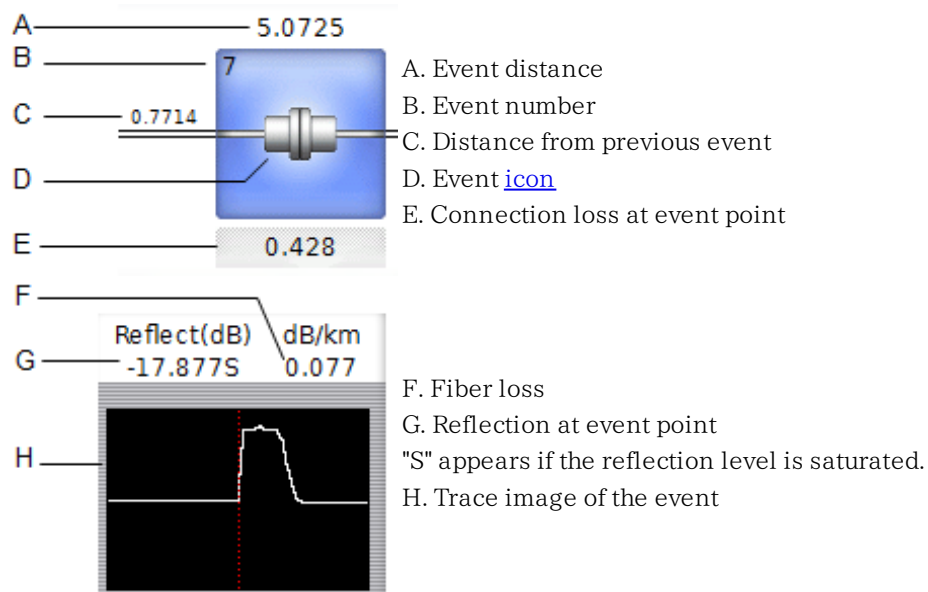 A 5.0725
B 7
C 0.7714
D
E 0.428
A. Event distance
B. Event number
C. Distance from previous event
D. Event icon
E. Connection loss at event point
F
Reflect(dB) dB/km
G -17.877S 0.077
H
F. Fiber loss
G. Reflection at event point
"S" appears if the reflection level is saturated.
H. Trace image of the event